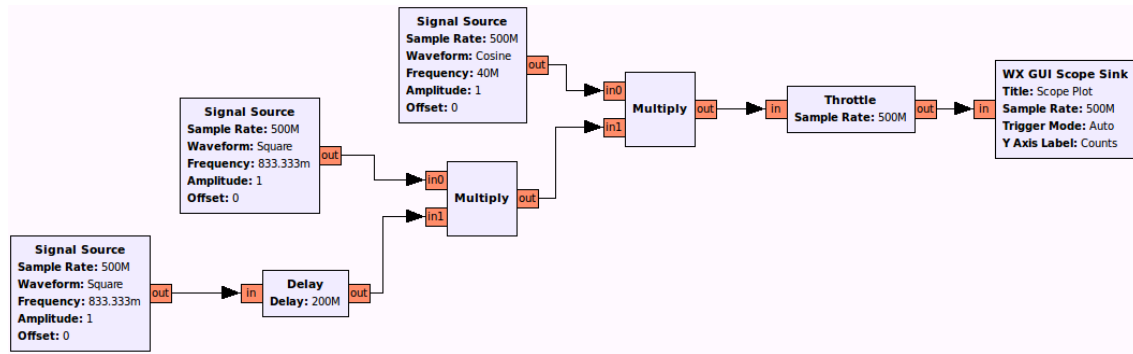 Signal Source
Sample Rate: 500M
Waveform: Cosine
Frequency: 40M
Amplitude: 1
Offset: 0
out
in0
in1
Multiply
out
in
Throttle
Sample Rate: 500M
out
in
WX GUI Scope Sink
Title: Scope Plot
Sample Rate: 500M
Trigger Mode: Auto
Y Axis Label: Counts
Signal Source
Sample Rate: 500M
Waveform: Square
Frequency: 833.333m
Amplitude: 1
Offset: 0
out
in0
in1
Multiply
out
Signal Source
Sample Rate: 500M
Waveform: Square
Frequency: 833.333m
Amplitude: 1
Offset: 0
out
in
Delay
Delay: 200M
out